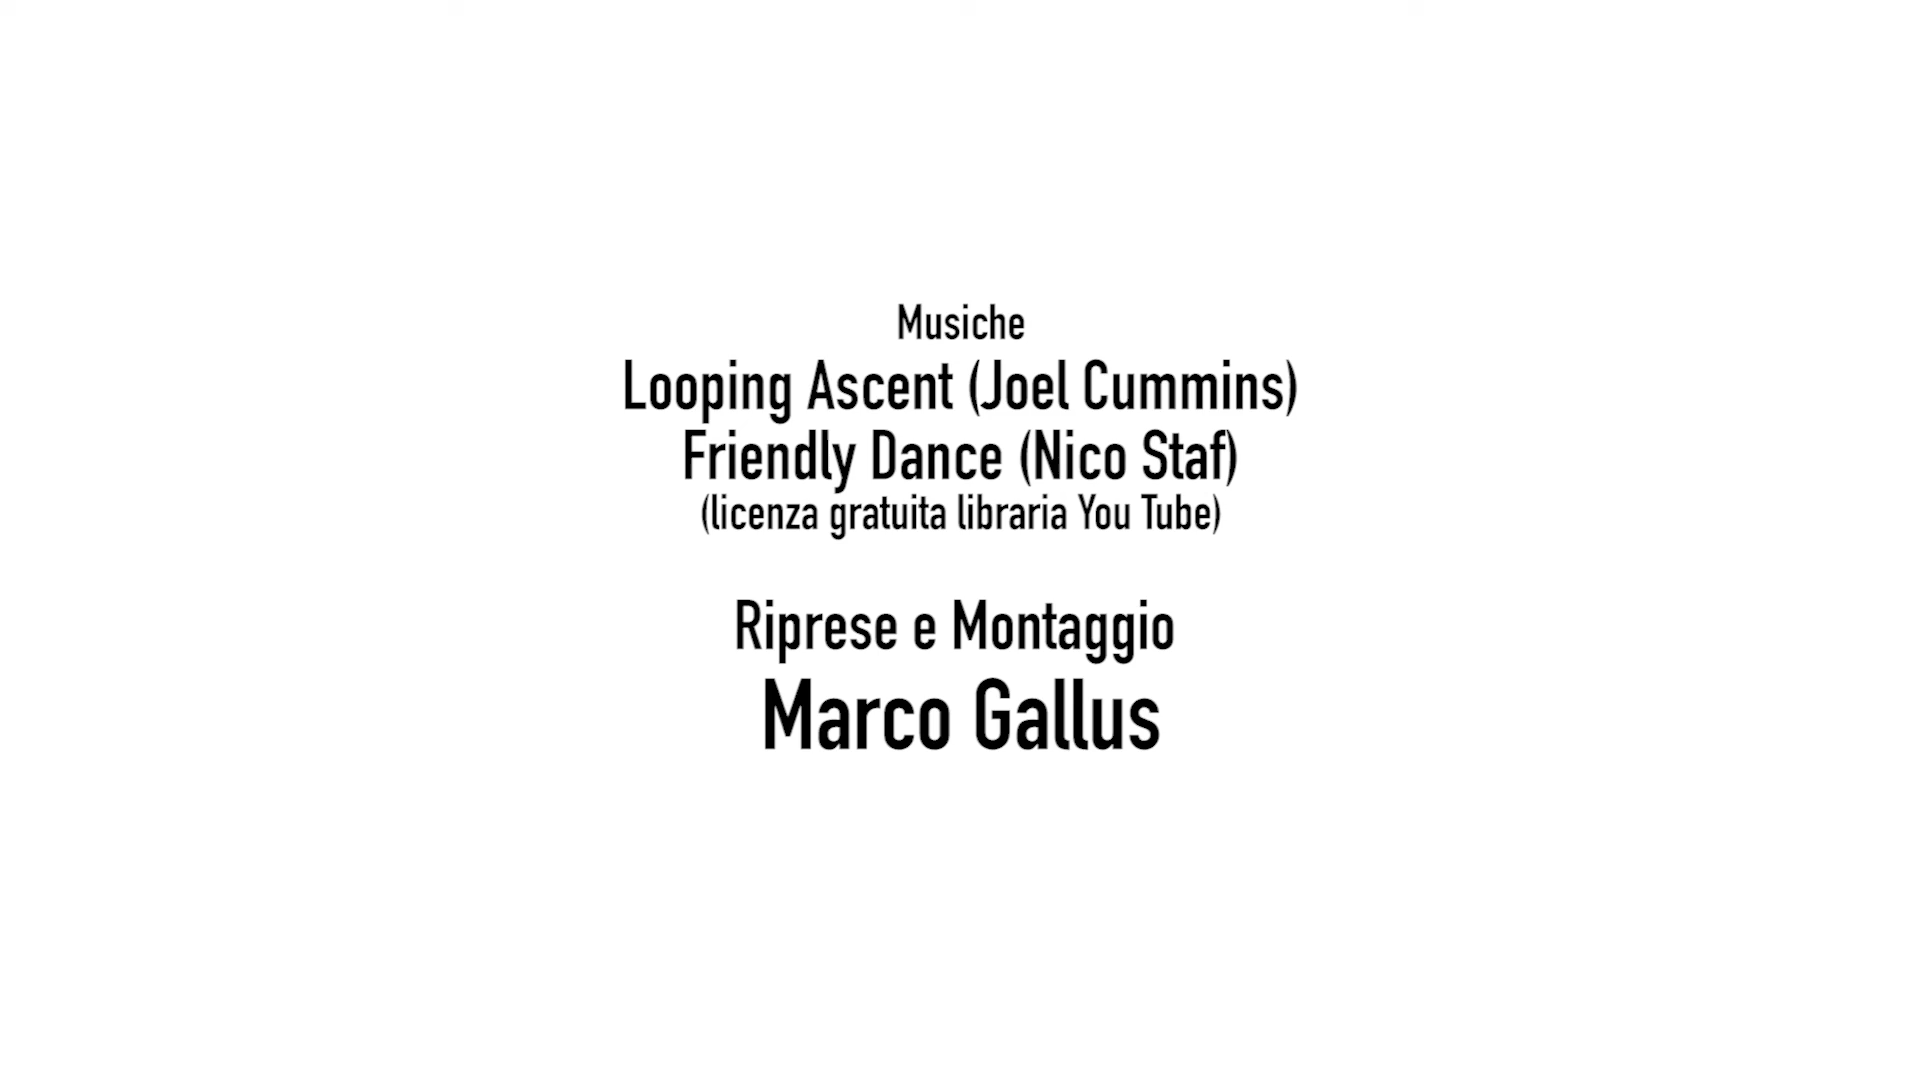 Musiche
Looping Ascent (Joel Cummins)
Friendly Dance (Nico Staf)
(licenza gratuita libraria You Tube)
Riprese e Montaggio
Marco Gallus